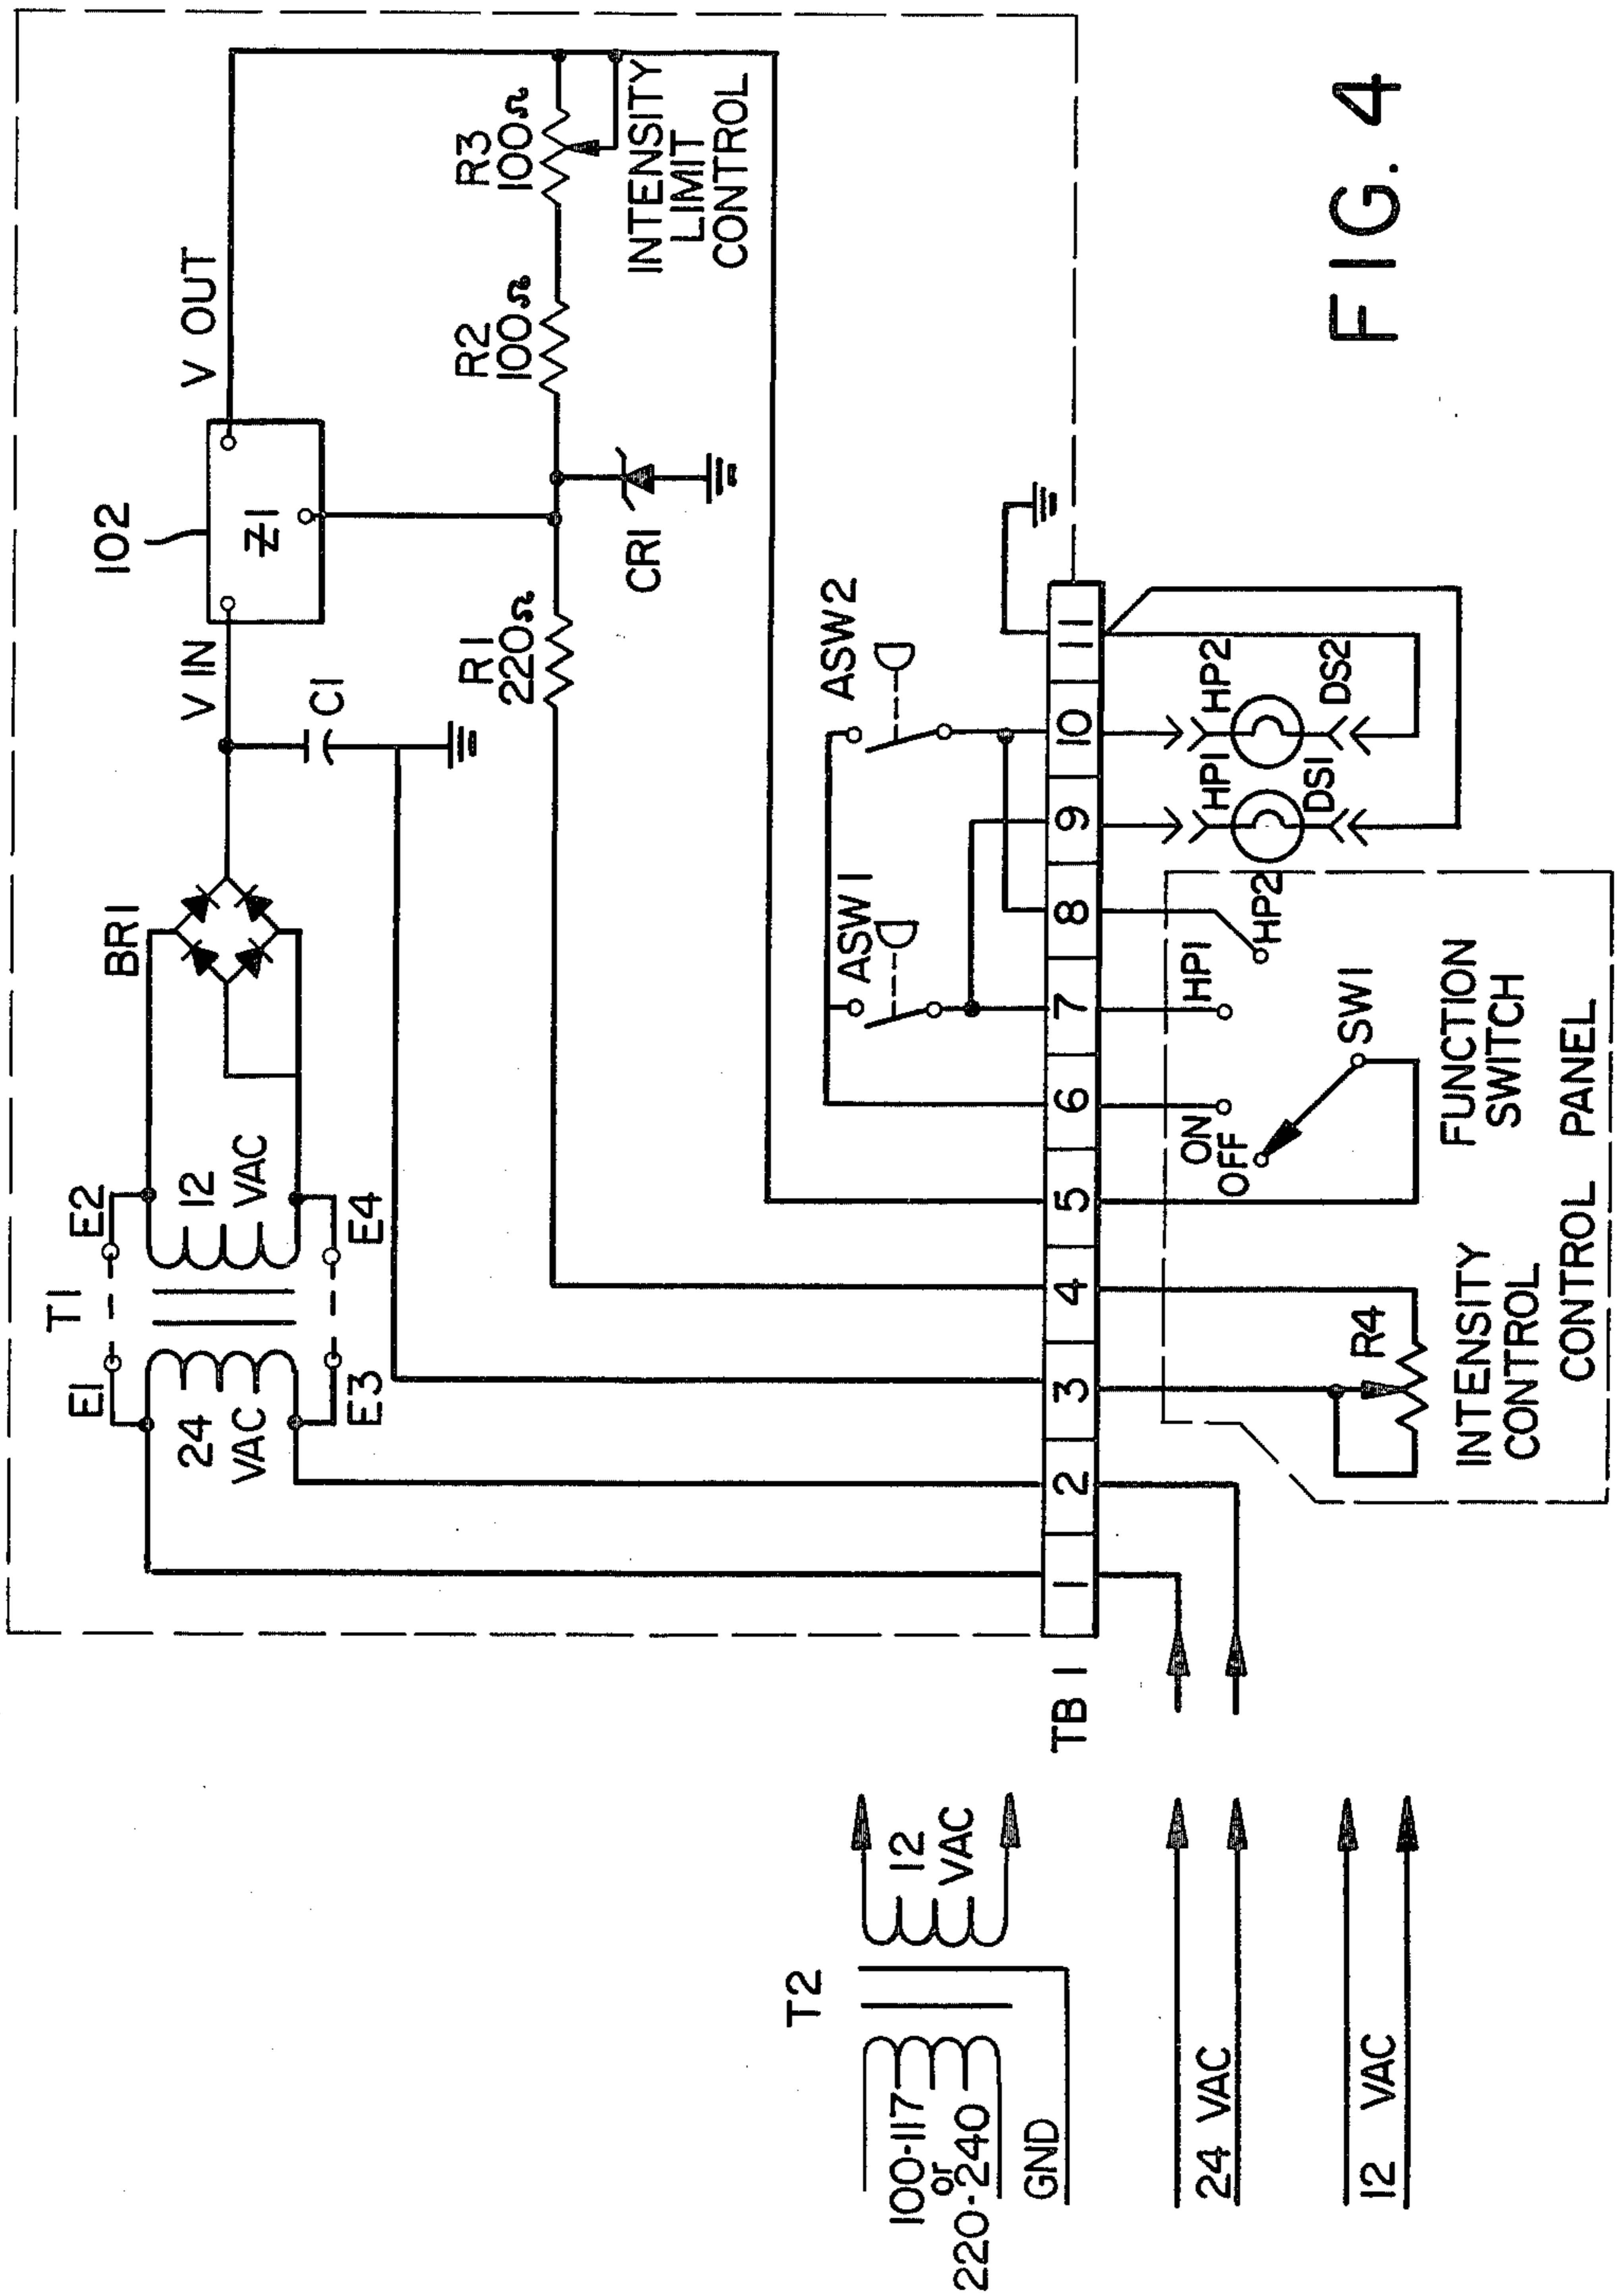 102
V IN
Z1
V OUT
BR1
C1
T1
E1
E2
24
VAC
12
VAC
E3
E4
R1
220Ω
R2
100Ω
R3
100Ω
CR1
INTENSITY
LIMIT
CONTROL
ASW1
ASW2
TB 1
1
2
3
4
5
6
7
8
9
10
11
ON
OFF
HP1
HP2
SW1
R4
INTENSITY
CONTROL
FUNCTION
SWITCH
CONTROL PANEL
HP1
DS1
HP2
DS2
T2
100-117
or
220-240
12
VAC
GND
24 VAC
12 VAC
FIG. 4